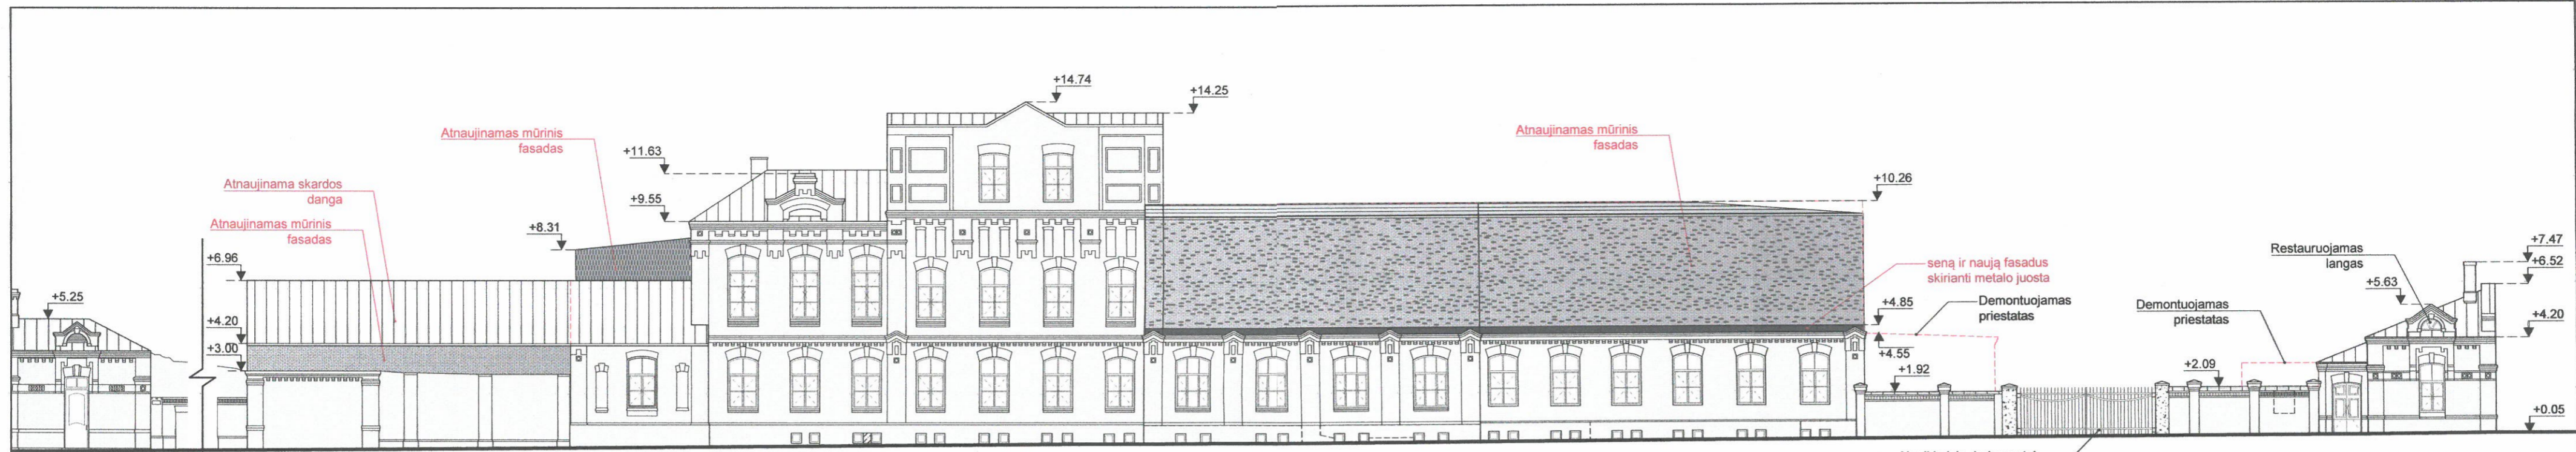 +14.74
+14.25
Atnaujinamas mūrinis
fasadas
Atnaujinamas mūrinis
fasadas
+11.63
+10.26
Atnaujinama skardos
danga
+9.55
Atnaujinamas mūrinis
fasadas
+8.31
+7.47
Restauruojamas
langas
+6.52
+6.96
seną ir naują fasadus
skirianti metalo juosta
+5.63
+5.25
+4.85
Demontuojamas
priestatas
Demontuojamas
priestatas
+4.20
+4.20
+4.55
+3.00
+1.92
+2.09
+0.05